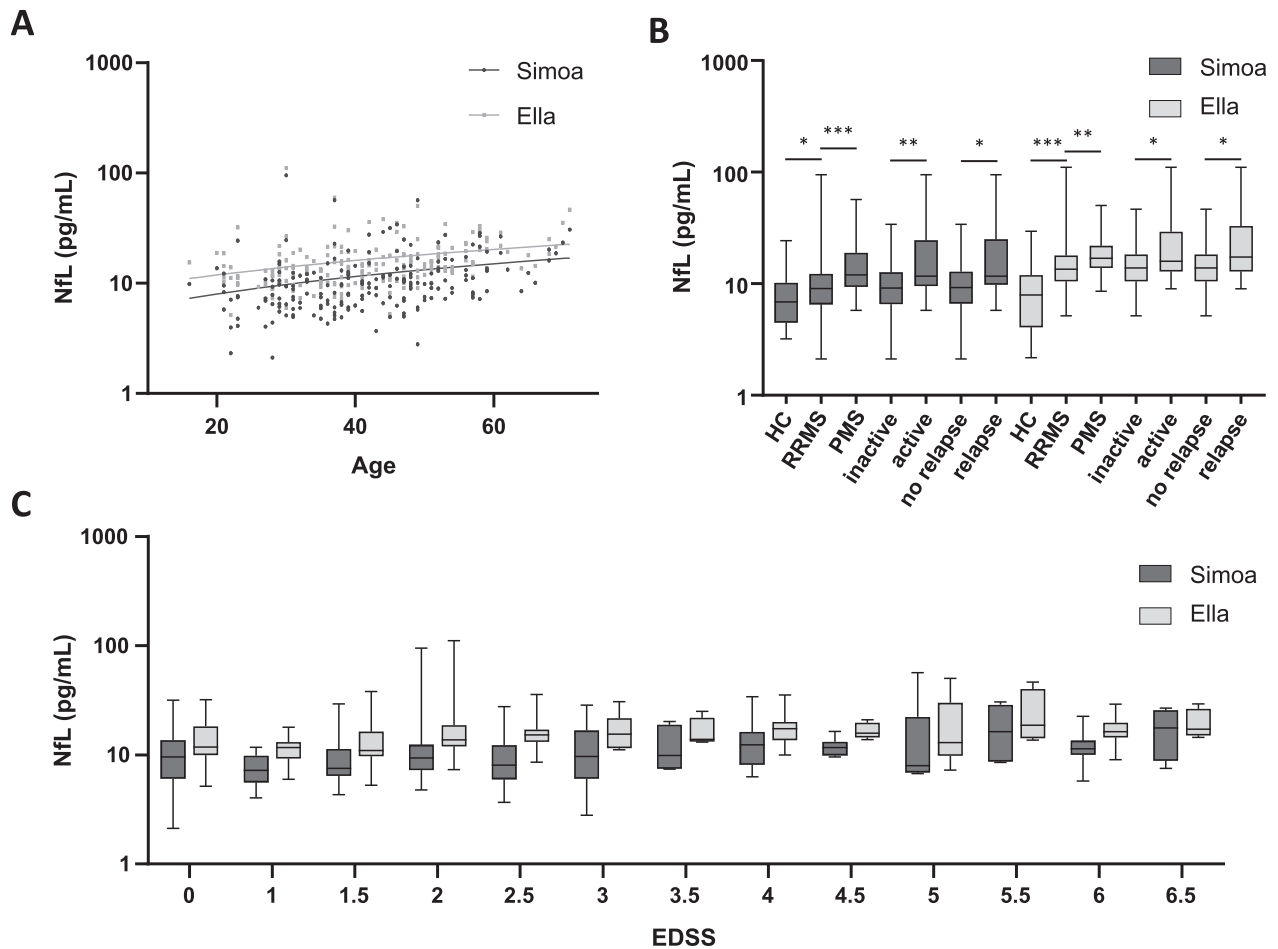 A
1000
100
10
1
NfL (pg/mL)
20 40 60
Age
Simoa
Ella
B
1000
100
10
1
NfL (pg/mL)
Simoa
Ella
* *** ** * *** ** * *
HC RRMS PMS inactive active no relapse relapse HC RRMS PMS inactive active no relapse relapse
C
1000
100
10
1
NfL (pg/mL)
Simoa
Ella
0 1 1.5 2 2.5 3 3.5 4 4.5 5 5.5 6 6.5
EDSS